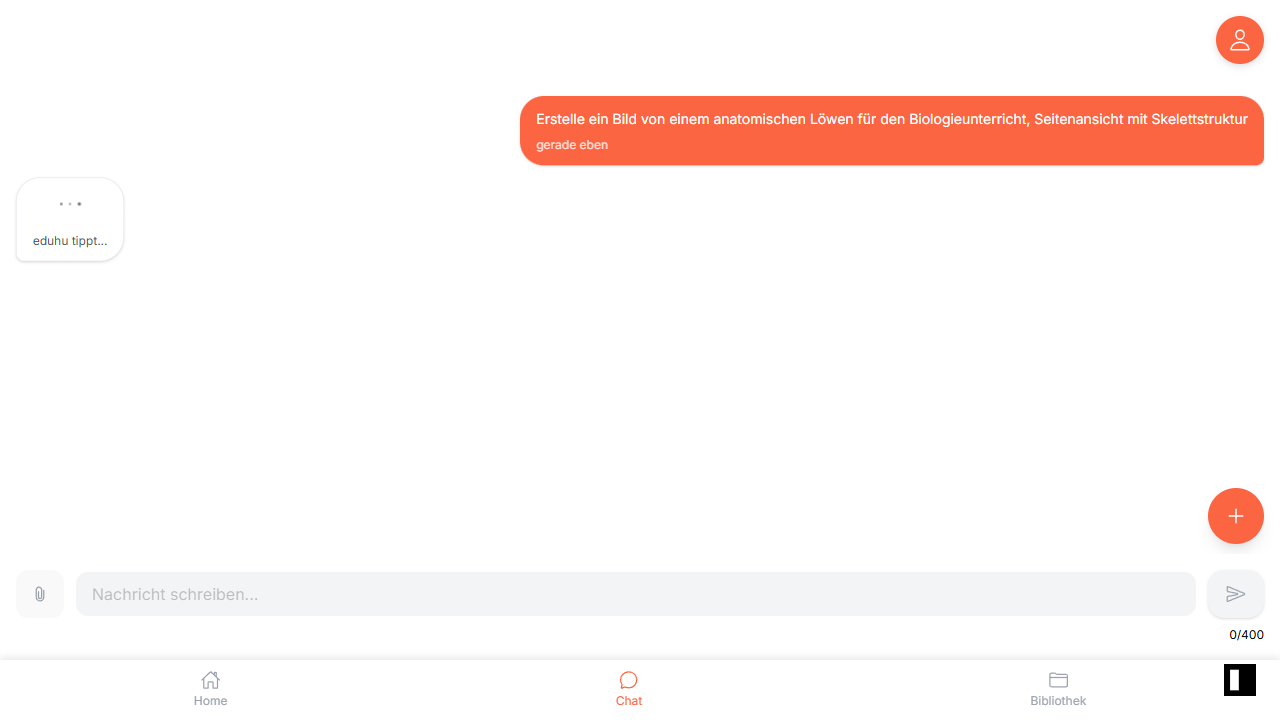 Erstelle ein Bild von einem anatomischen Löwen für den Biologieunterricht, Seitenansicht mit Skelettstruktur
gerade eben
eduhu tippt...
Nachricht schreiben...
0/400
Home
Chat
Bibliothek